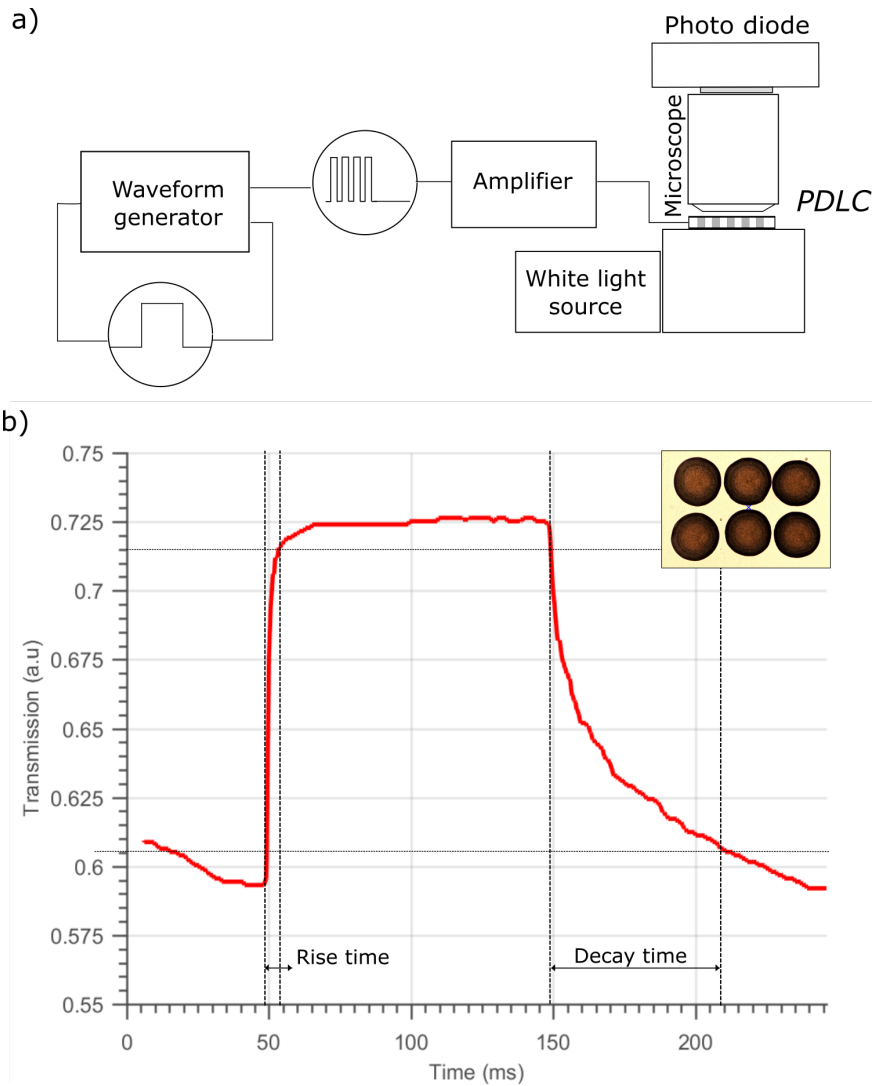 a)
Photo diode
Microscope
Waveform
generator
Amplifier
PDLC
White light
source
b)
0.75
0.725
0.7
0.675
0.65
0.625
0.6
0.575
0.55
Transmission (a.u)
Rise time
Decay time
0
50
100
150
200
Time (ms)